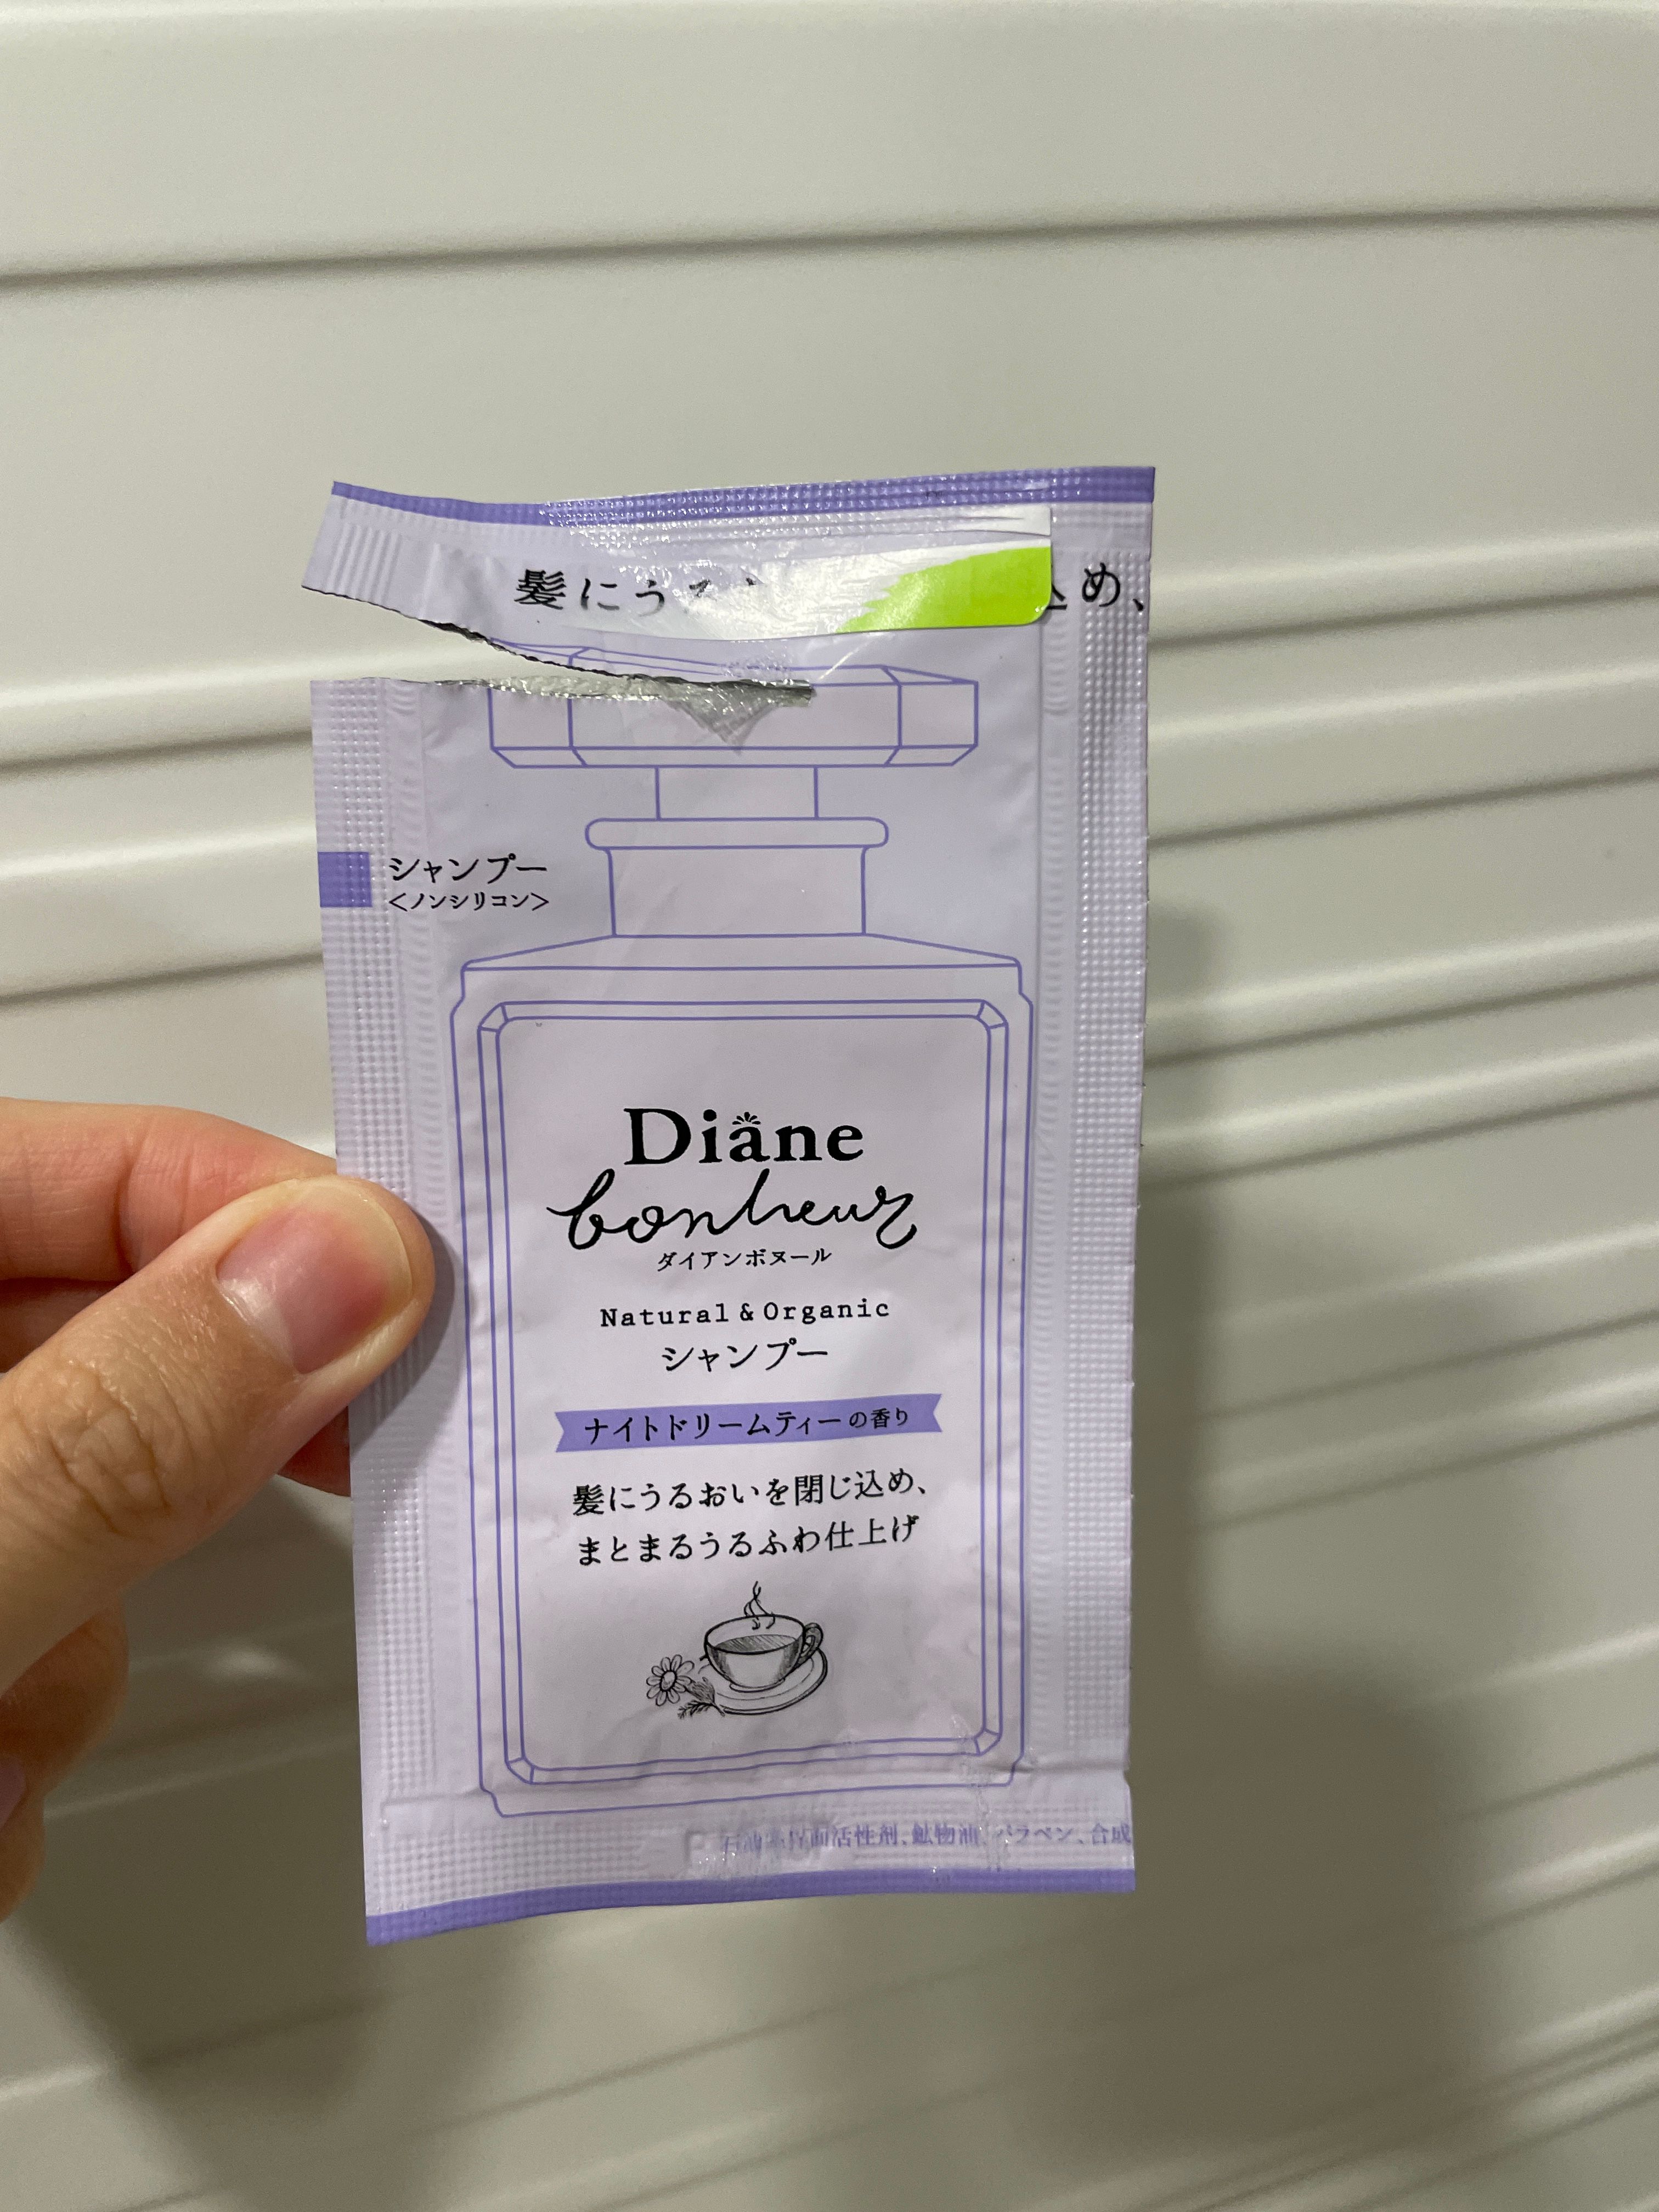 髪にうるめ、
シャンプー
<ノンシリコン>
Diane
bonheur
ダイアンボヌール
Natural & Organic
シャンプー
ナイトドリームティーの香り
髪にうるおいを閉じ込め、
まとまるうるふわ仕上げ
活性剤、鉱物油、パラベン、合成